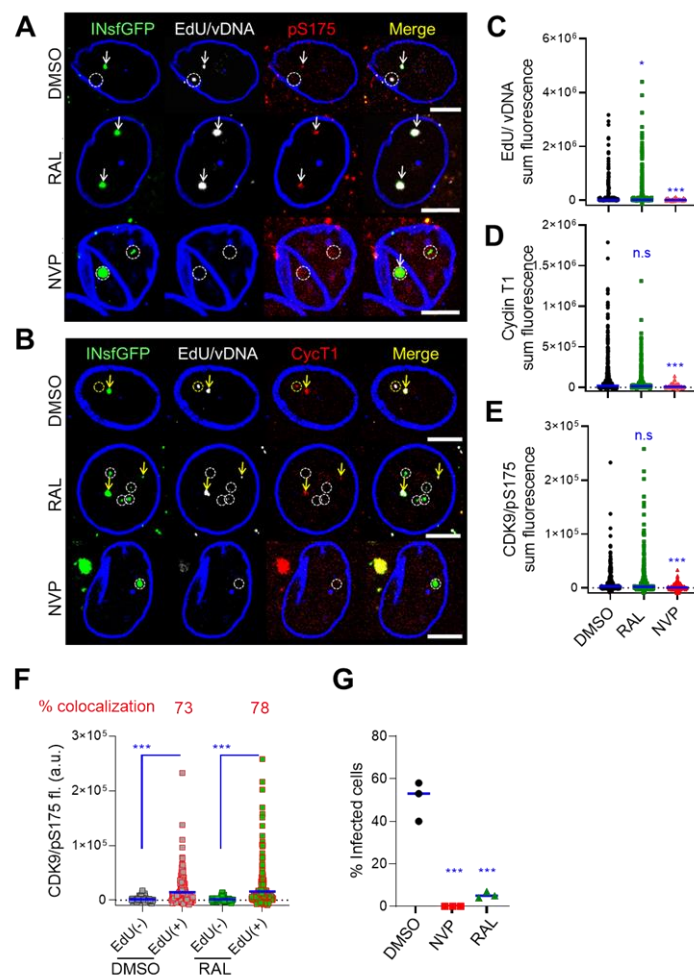 A
INsfGFP EdU/vDNA pS175 Merge
DMSO
RAL
NVP
B
INsfGFP EdU/vDNA CycT1 Merge
DMSO
RAL
NVP
C
EdU/ vDNA
sum fluorescence
6×10⁶
4×10⁶
2×10⁶
0
*
***
D
Cyclin T1
sum fluorescence
2×10⁶
1.5×10⁶
1×10⁶
5×10⁵
0
n.s
***
E
CDK9/pS175
sum fluorescence
3×10⁵
2×10⁵
1×10⁵
0
n.s
***
DMSO RAL NVP
F
% colocalization 73 78
CDK9/pS175 fl. (a.u.)
3×10⁵
2×10⁵
1×10⁵
0
*** ***
EdU(-) EdU(+) EdU(-) EdU(+)
DMSO RAL
G
% Infected cells
80
60
40
20
0
*** ***
DMSO NVP RAL